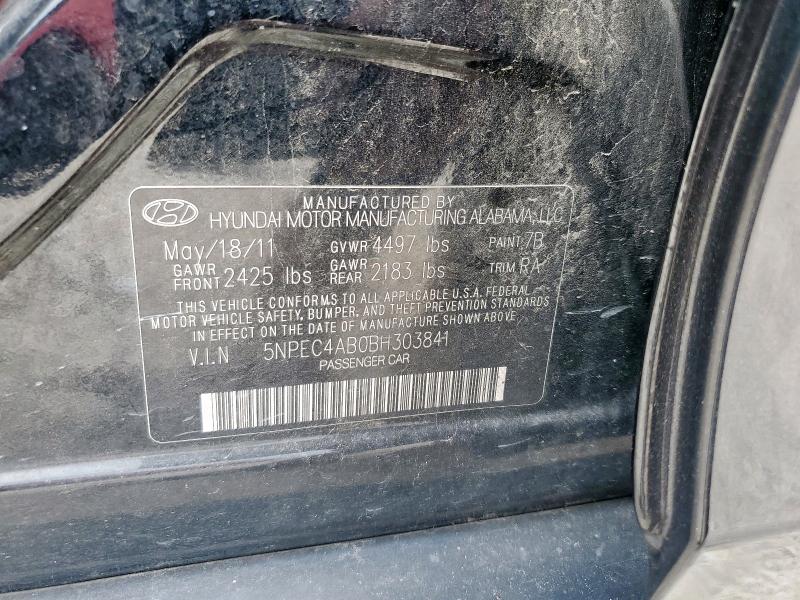 MANUFACTURED BY
HYUNDAI MOTOR MANUFACTURING ALABAMA, LLC
May/18/11 GVWR 4497 lbs PAINT 7B
GAWR FRONT 2425 lbs GAWR REAR 2183 lbs TRIM RA
THIS VEHICLE CONFORMS TO ALL APPLICABLE U.S.A. FEDERAL
MOTOR VEHICLE SAFETY, BUMPER, AND THEFT PREVENTION STANDARDS
IN EFFECT ON THE DATE OF MANUFACTURE SHOWN ABOVE.
V.I.N 5NPEC4AB0BH303841
PASSENGER CAR